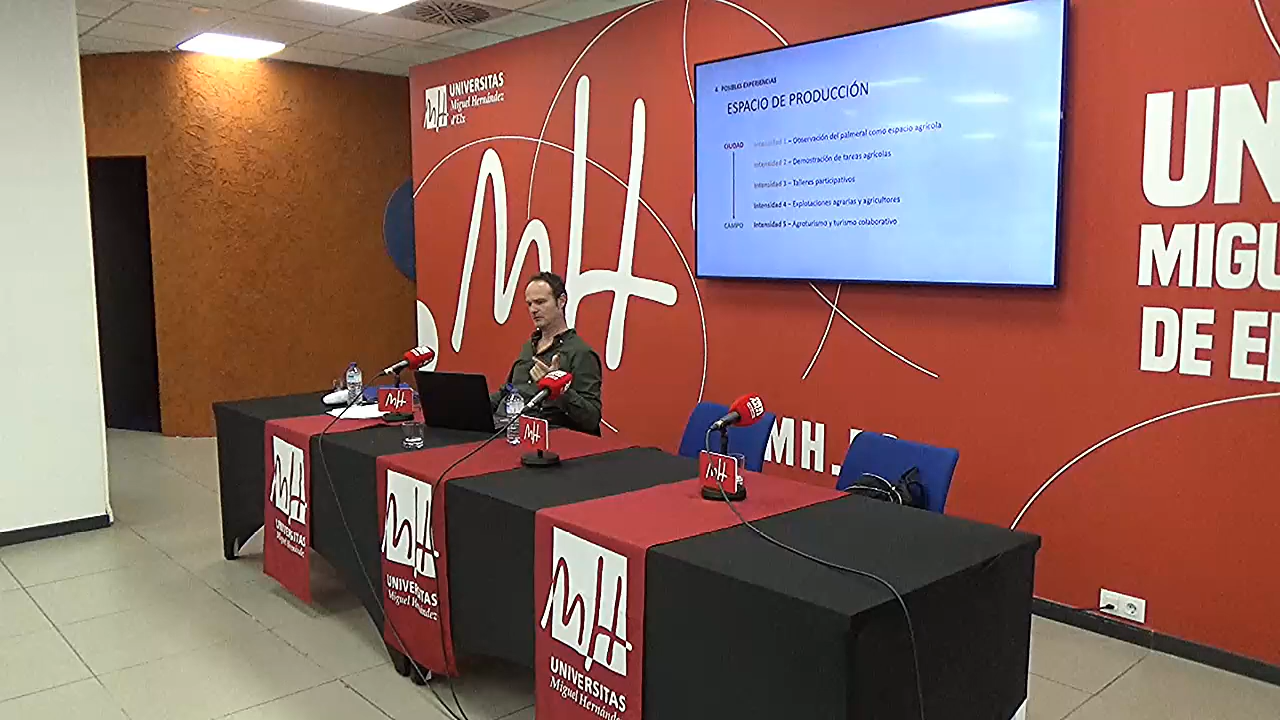 UNIVERSITAS
Miguel Hernández
d'Elx
4. POSIBLES EXPERIENCIAS
ESPACIO DE PRODUCCIÓN
CIUDAD
Intensidad 1 – Observación del palmeral como espacio agrícola
Intensidad 2 – Demostración de tareas agrícolas
Intensidad 3 – Talleres participativos
Intensidad 4 – Explotaciones agrarias y agricultores
CAMPO
Intensidad 5 – Agroturismo y turismo colaborativo
UN
MIGU
DE E
MH
MH.
UNIVERSITAS
Miguel Hernández
UNIVERSITAS
Miguel Hernández
UNIVERSITAS
Miguel Hernánd